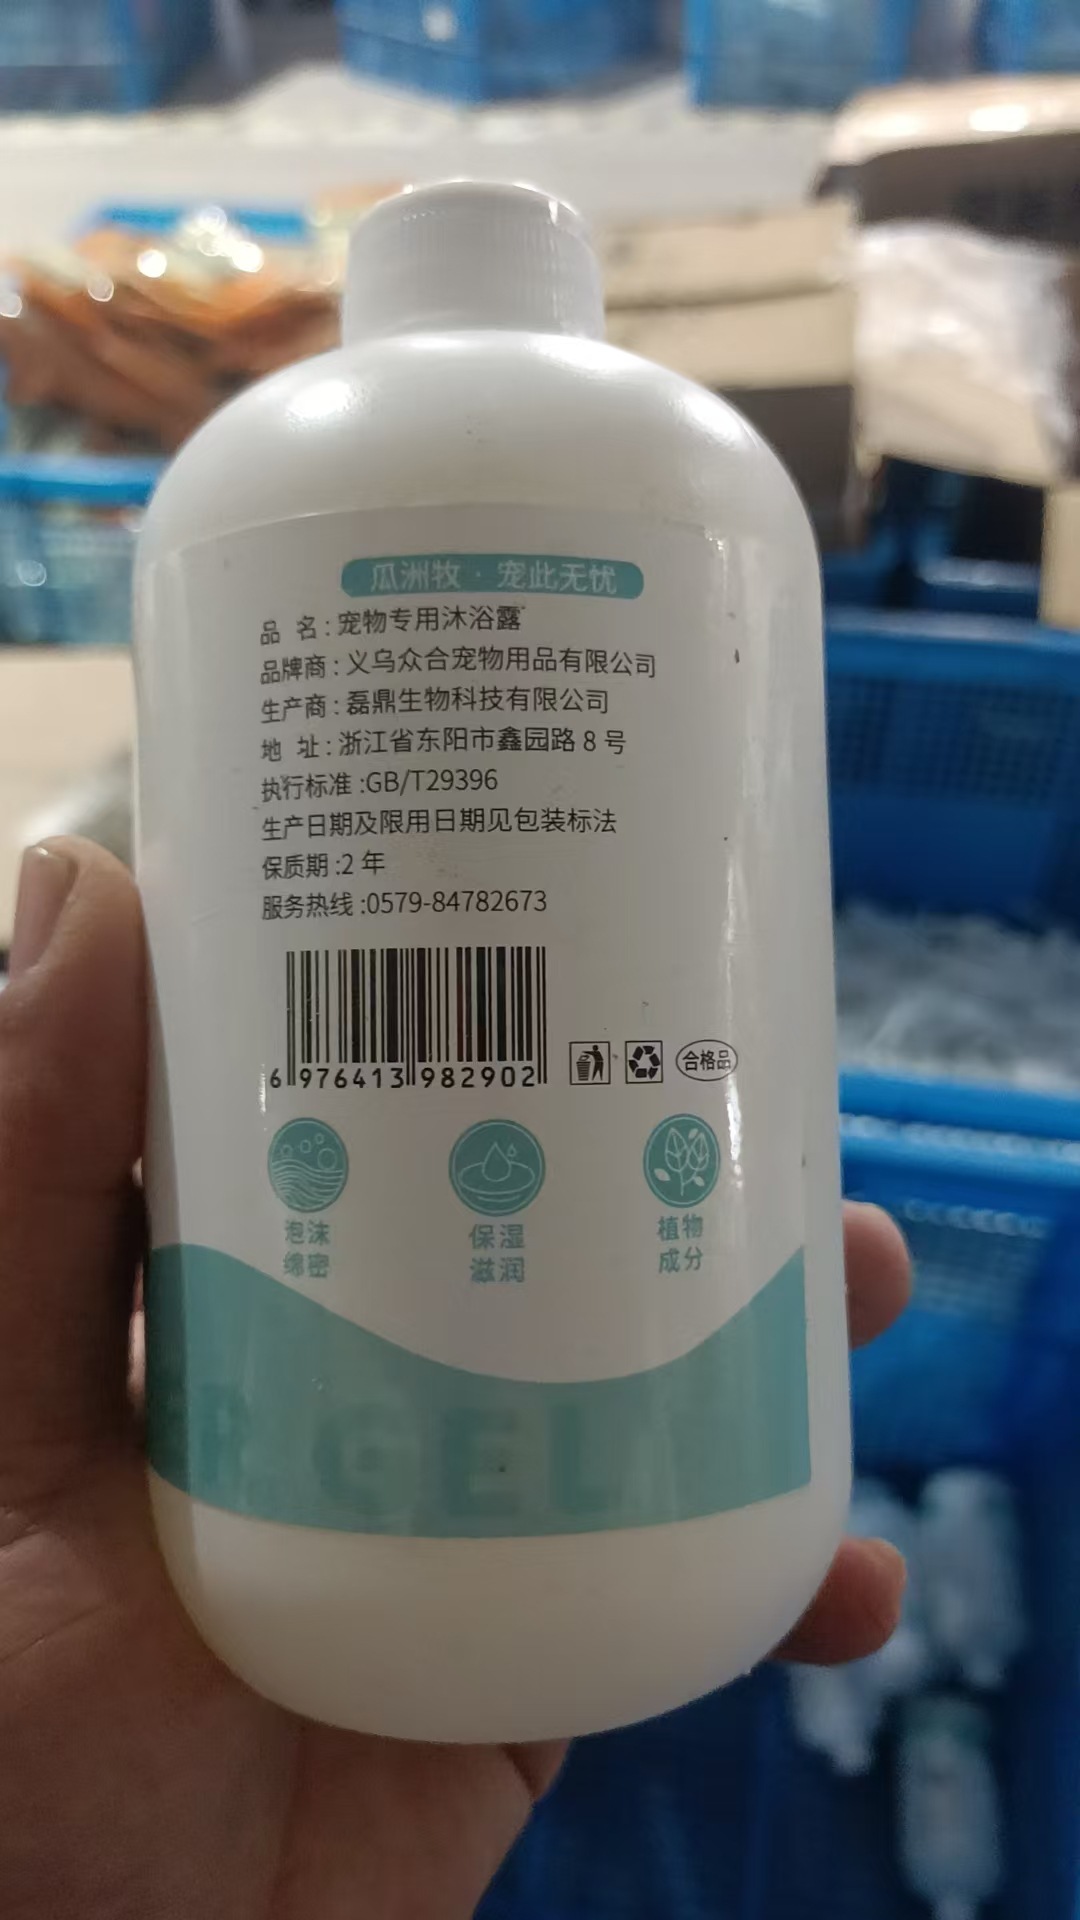 瓜洲牧·宠此无忧
品 名:宠物专用沐浴露
品牌商:义乌众合宠物用品有限公司
生产商:磊鼎生物科技有限公司
地 址:浙江省东阳市鑫园路8号
执行标准:GB/T29396
生产日期及限用日期见包装标法
保质期:2年
服务热线:0579-84782673
6 976413 982902
合格品
泡沫
绵密
保湿
滋润
植物
成分
GEL